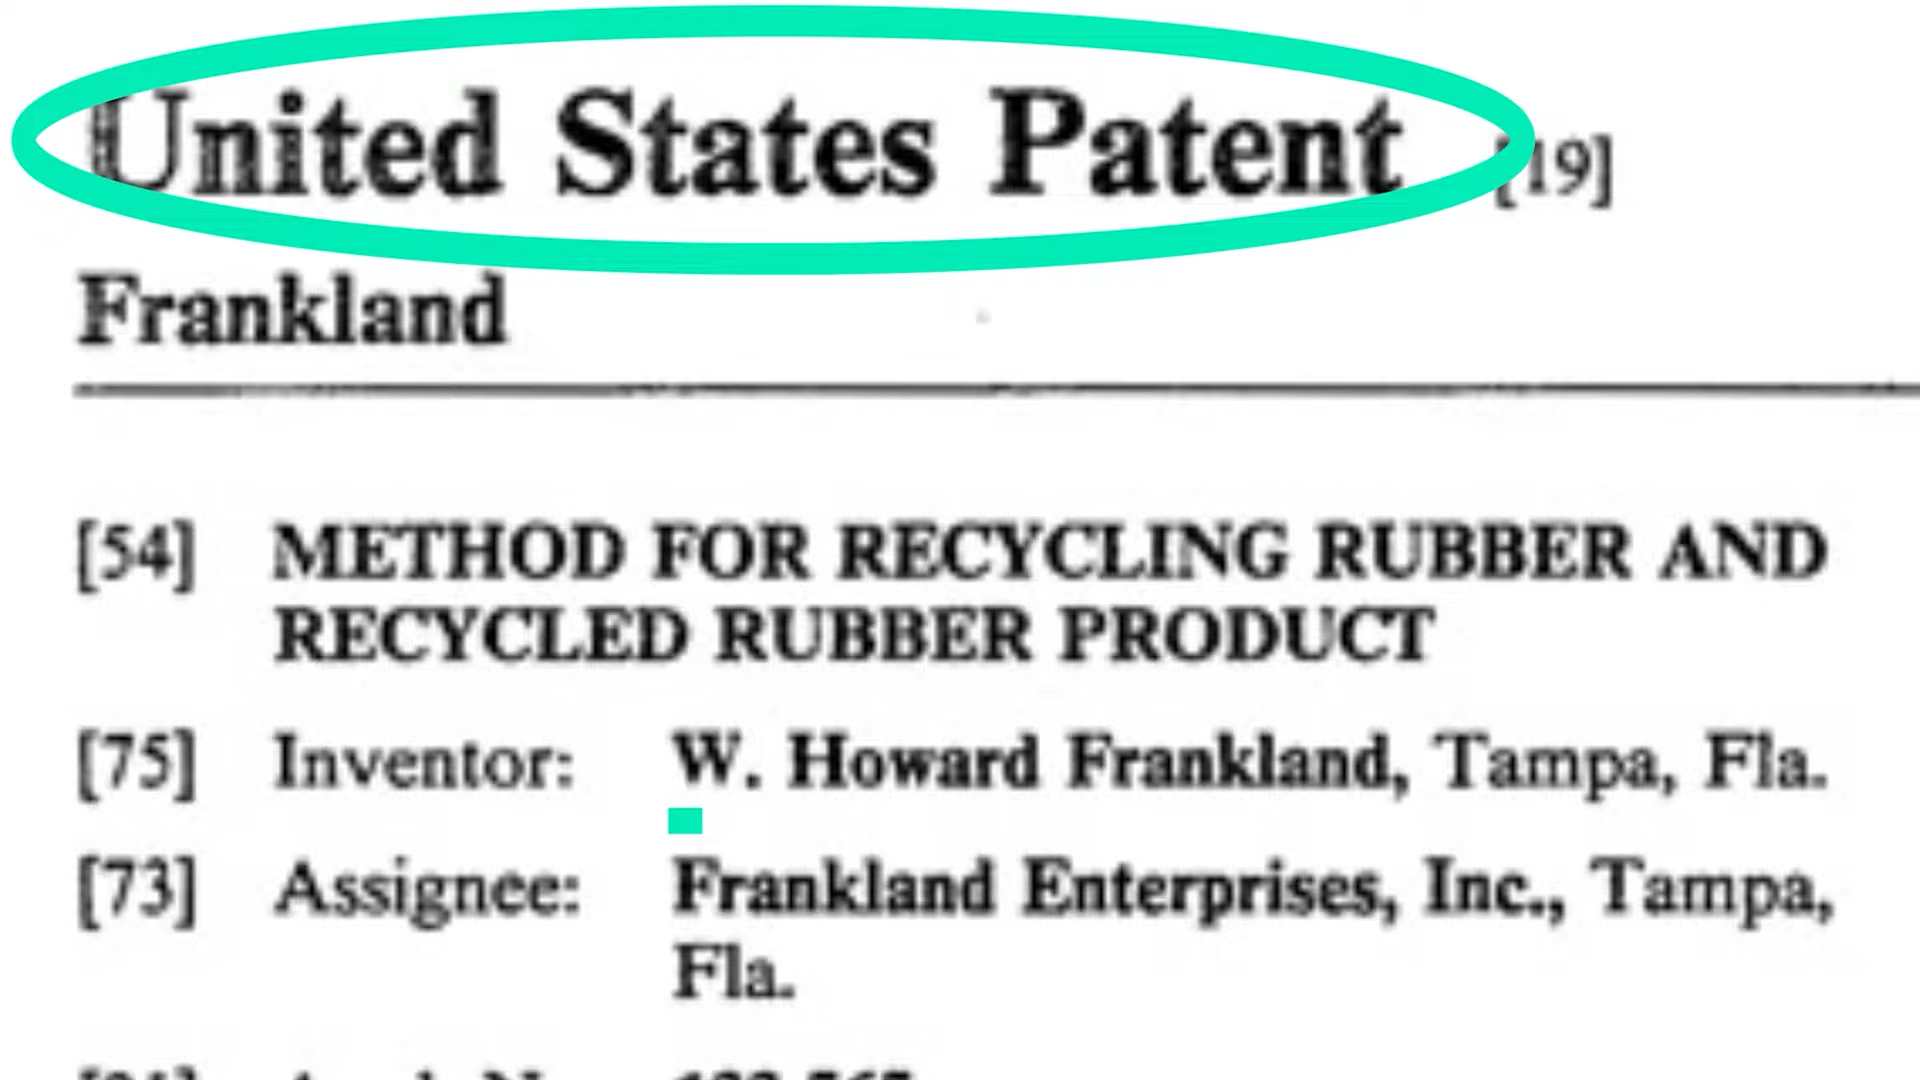 United States Patent [19]
Frankland
[54] METHOD FOR RECYCLING RUBBER AND
RECYCLED RUBBER PRODUCT
[75] Inventor: W. Howard Frankland, Tampa, Fla.
[73] Assignee: Frankland Enterprises, Inc., Tampa,
Fla.